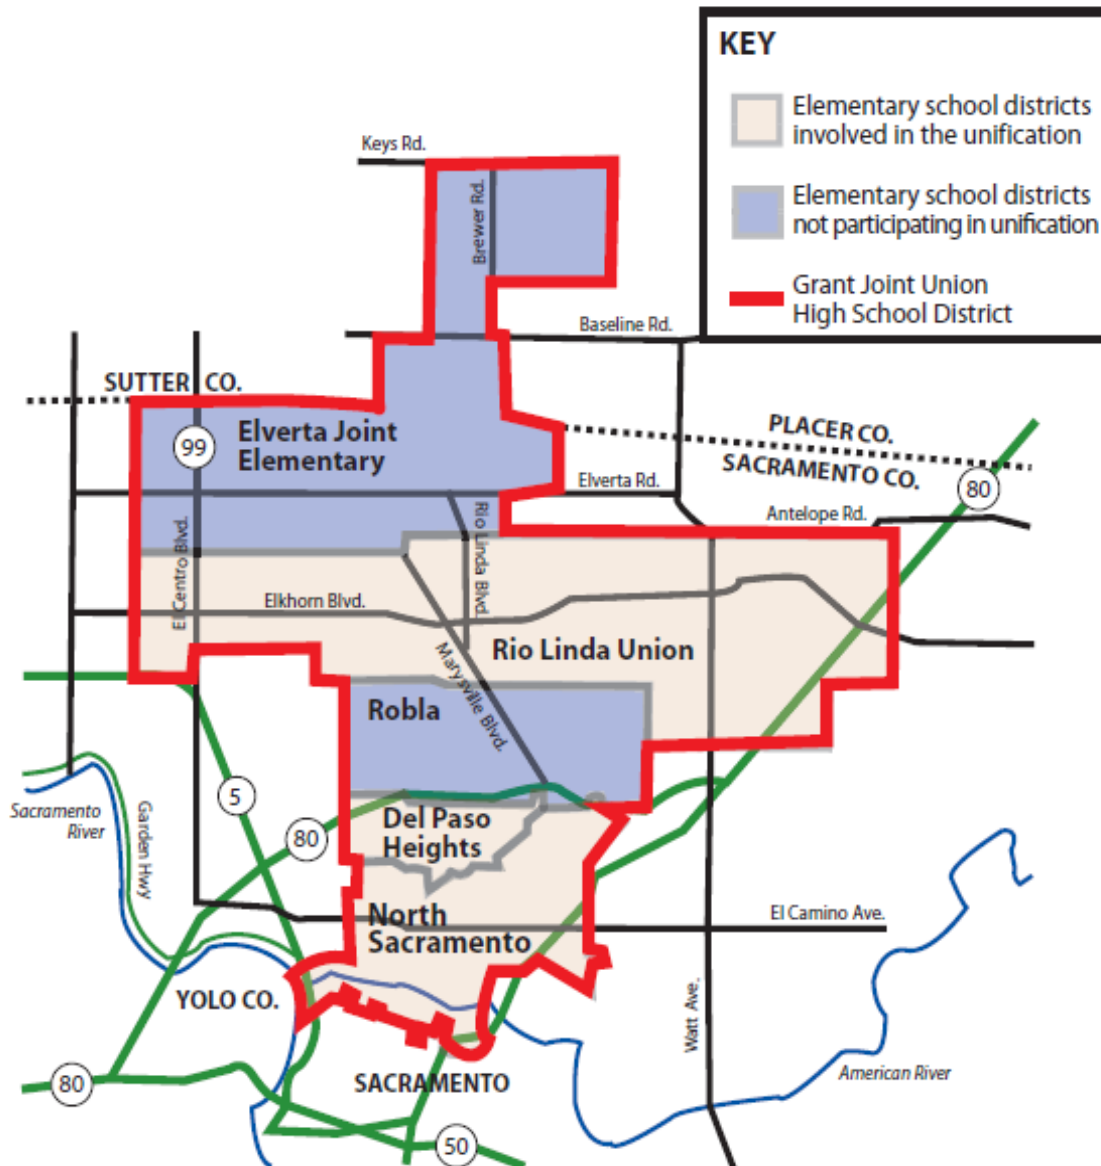 KEY
Elementary school districts
involved in the unification
Elementary school districts
not participating in unification
Grant Joint Union
High School District
Keys Rd.
Brewer Rd.
Baseline Rd.
SUTTER CO.
PLACER CO.
SACRAMENTO CO.
99
Elverta Joint
Elementary
Elverta Rd.
80
Antelope Rd.
El Centro Blvd.
Rio Linda Blvd.
Elkhorn Blvd.
Rio Linda Union
Marysville Blvd.
Robla
5
Sacramento
River
Garden Hwy
80
Del Paso
Heights
North
Sacramento
El Camino Ave.
YOLO CO.
Watt Ave.
80
SACRAMENTO
American River
50